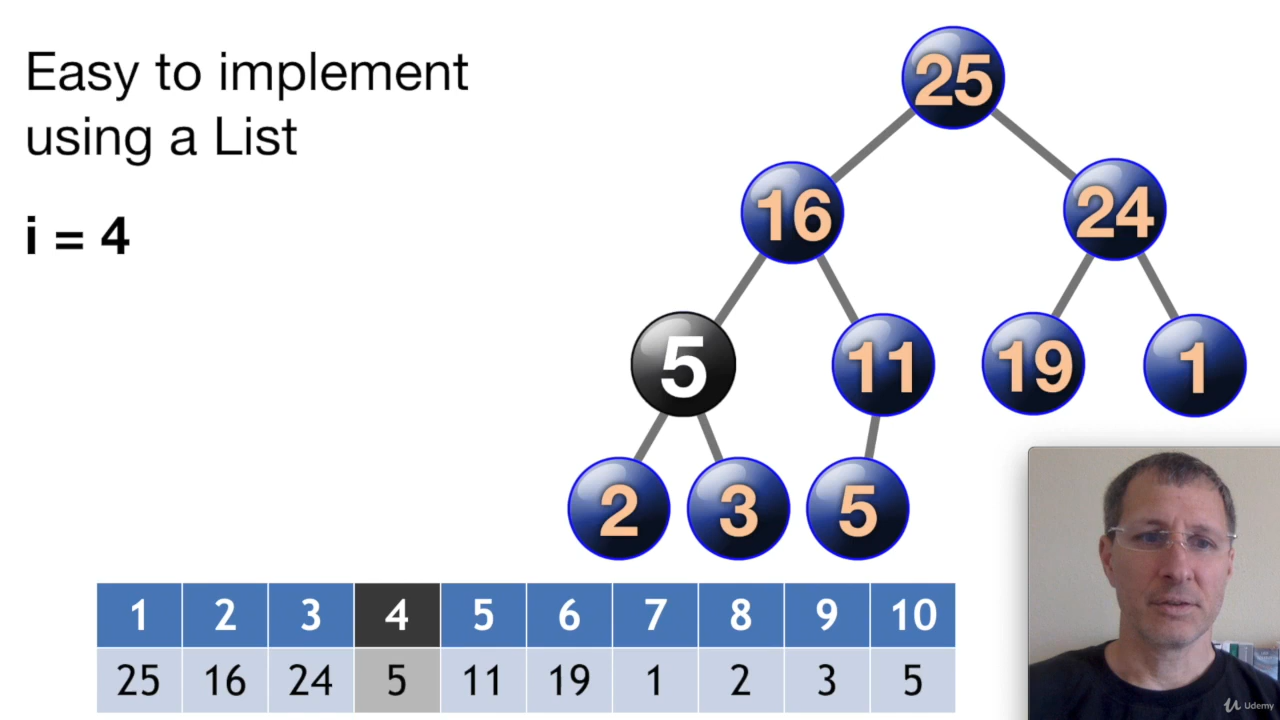 Easy to implement
using a List
i = 4
25
16
24
5
11
19
1
2
3
5
1 2 3 4 5 6 7 8 9 10
25 16 24 5 11 19 1 2 3 5
Udemy